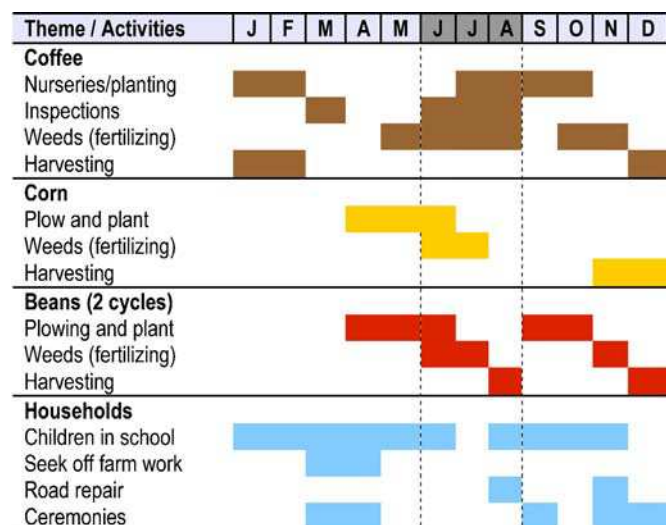 Theme / Activities J F M A M J J A S O N D
Coffee
Nurseries/planting
Inspections
Weeds (fertilizing)
Harvesting
Corn
Plow and plant
Weeds (fertilizing)
Harvesting
Beans (2 cycles)
Plowing and plant
Weeds (fertilizing)
Harvesting
Households
Children in school
Seek off farm work
Road repair
Ceremonies